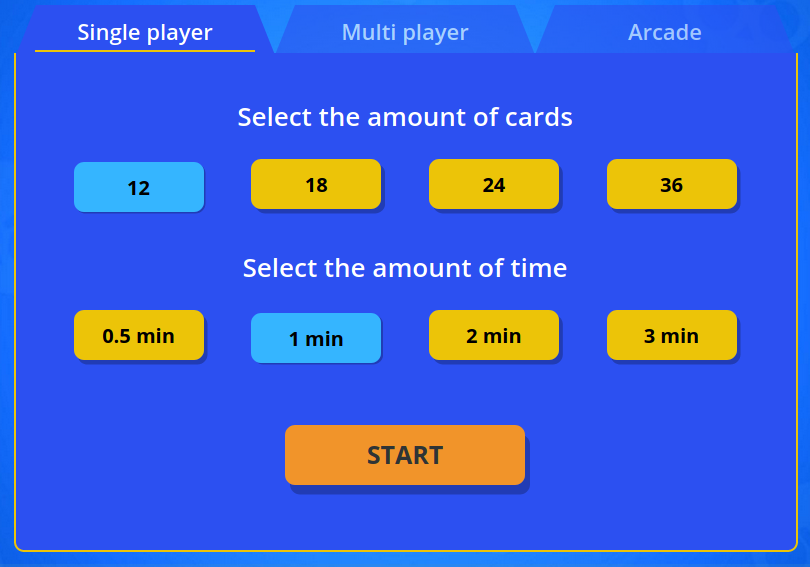 Single player Multi player Arcade
Select the amount of cards
12 18 24 36
Select the amount of time
0.5 min 1 min 2 min 3 min
START